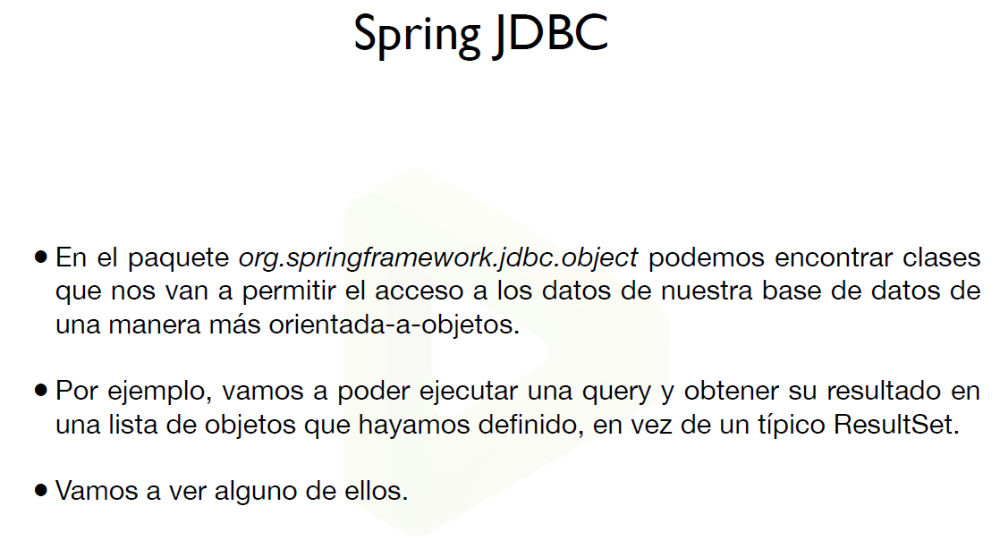 Spring JDBC
• En el paquete org.springframework.jdbc.object podemos encontrar clases
que nos van a permitir el acceso a los datos de nuestra base de datos de
una manera más orientada-a-objetos.
• Por ejemplo, vamos a poder ejecutar una query y obtener su resultado en
una lista de objetos que hayamos definido, en vez de un típico ResultSet.
• Vamos a ver alguno de ellos.